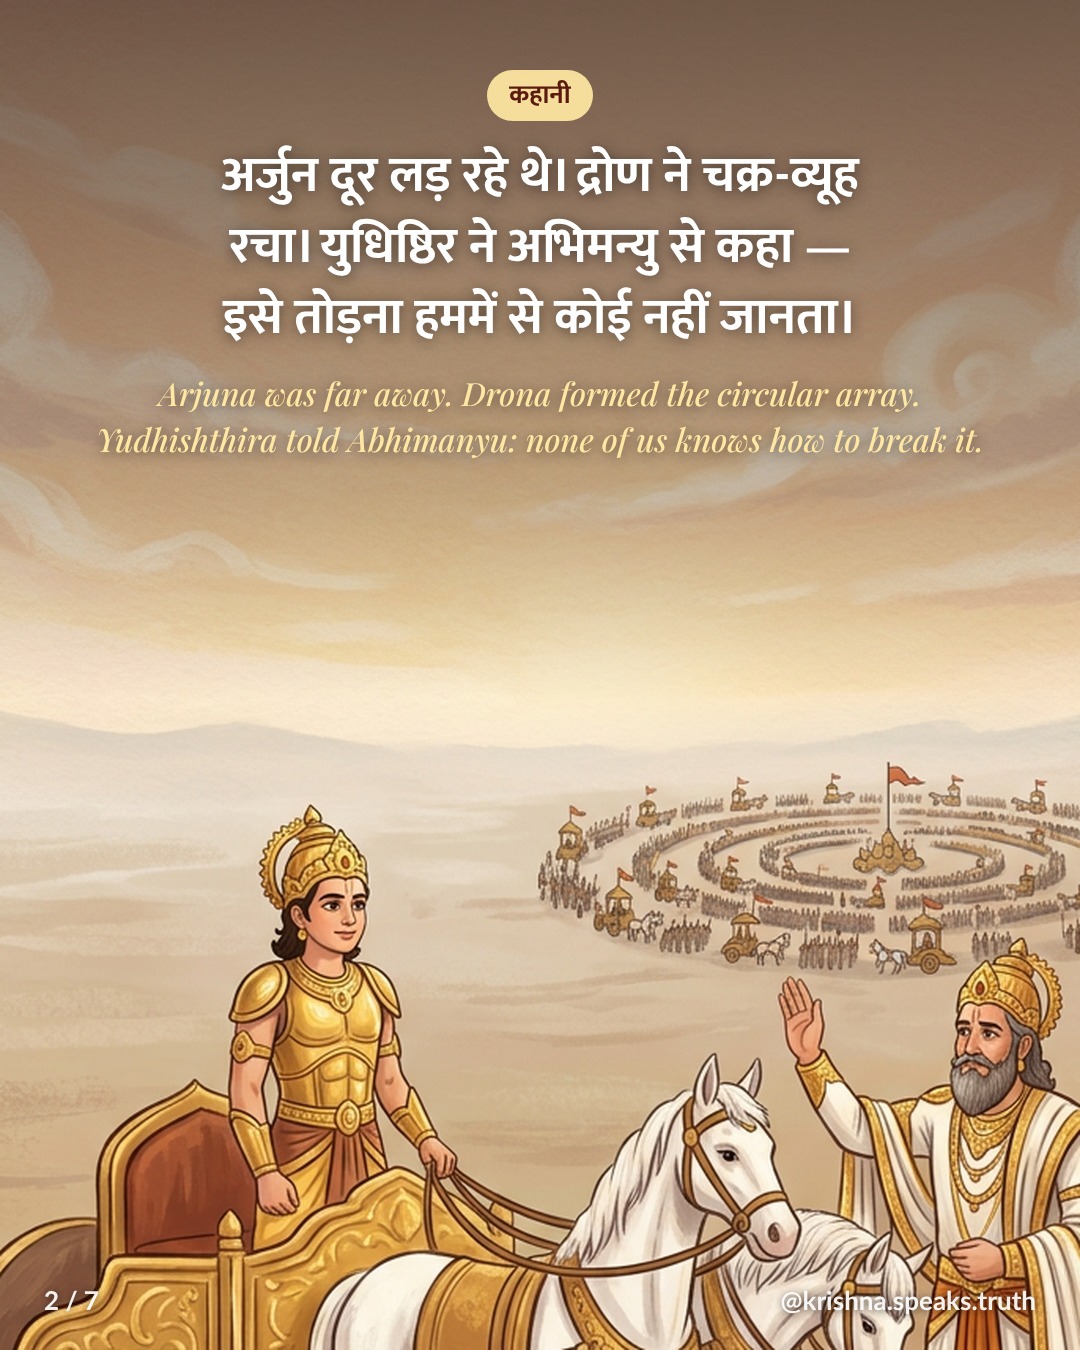 कहानी
अर्जुन दूर लड़ रहे थे। द्रोण ने चक्र-व्यूह
रचा। युधिष्ठिर ने अभिमन्यु से कहा —
इसे तोड़ना हममें से कोई नहीं जानता।
Arjuna was far away. Drona formed the circular array.
Yudhishthira told Abhimanyu: none of us knows how to break it.
2 / 7
@krishna.speaks.truth